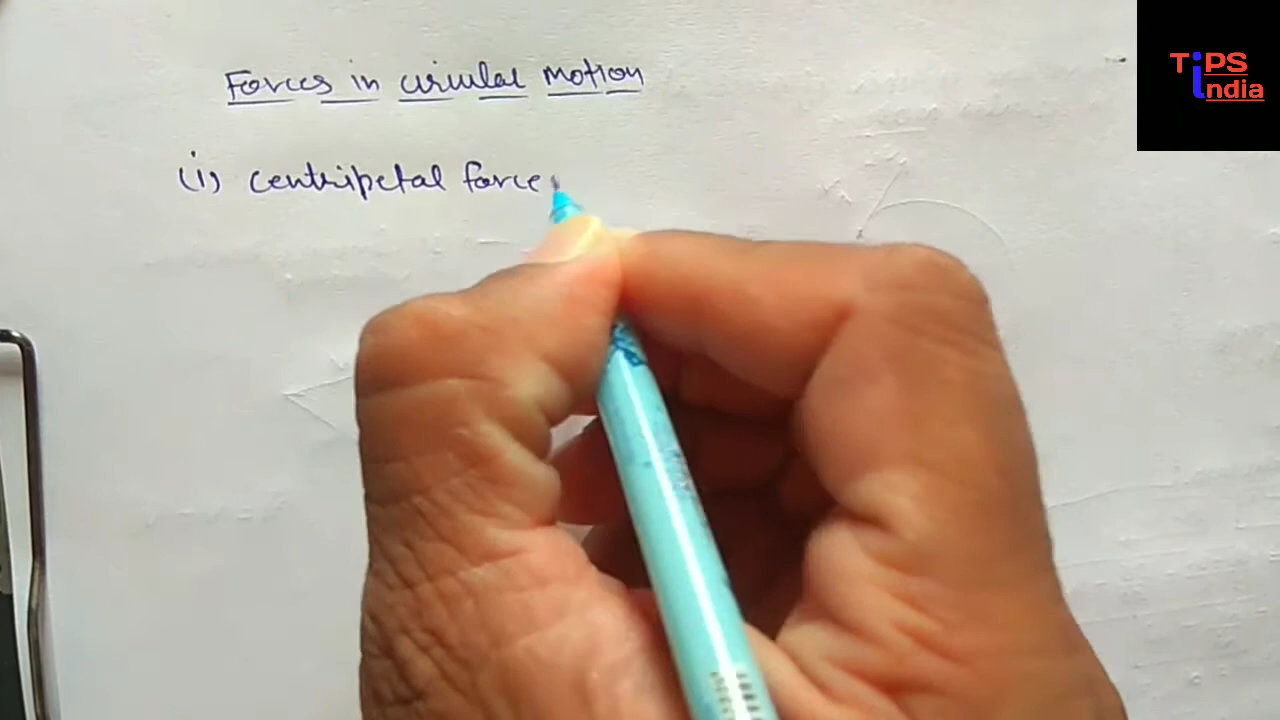 Forces in circular Motion
(i) centripetal force
TiPS
india